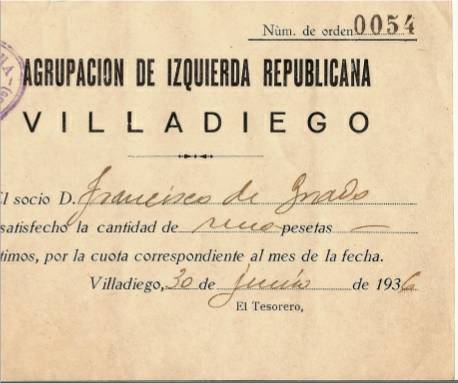 Núm. de orden 0054
AGRUPACION DE IZQUIERDA REPUBLICANA
VILLADIEGO
El socio D. Francisco de Grado
satisfecho la cantidad de una pesetas —
timos, por la cuota correspondiente al mes de la fecha.
Villadiego, 30 de junio de 1936
El Tesorero,